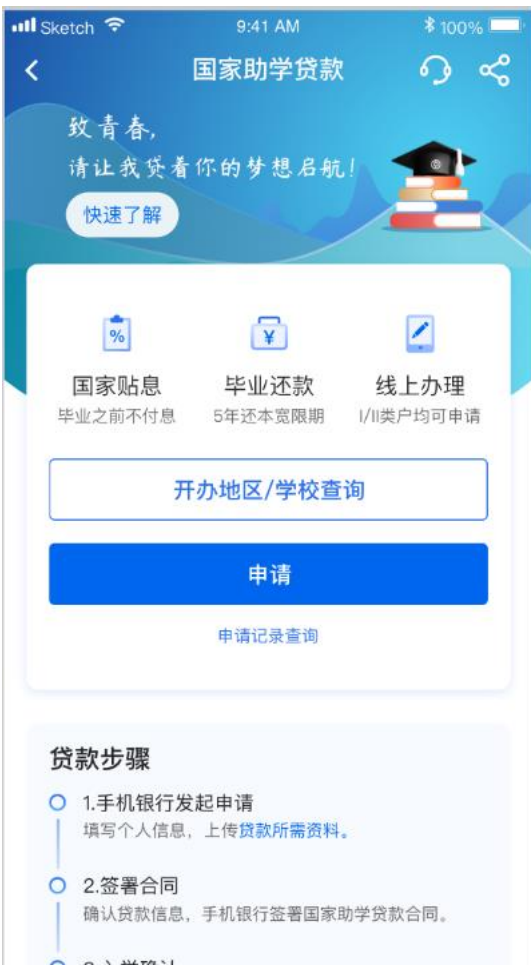 Sketch 9:41 AM 100%
国家助学贷款
致青春,
请让我贷着你的梦想启航!
快速了解
% ¥
国家贴息 毕业还款 线上办理
毕业之前不付息 5年还本宽限期 I/II类户均可申请
开办地区/学校查询
申请
申请记录查询
贷款步骤
1.手机银行发起申请
填写个人信息，上传贷款所需资料。
2.签署合同
确认贷款信息，手机银行签署国家助学贷款合同。